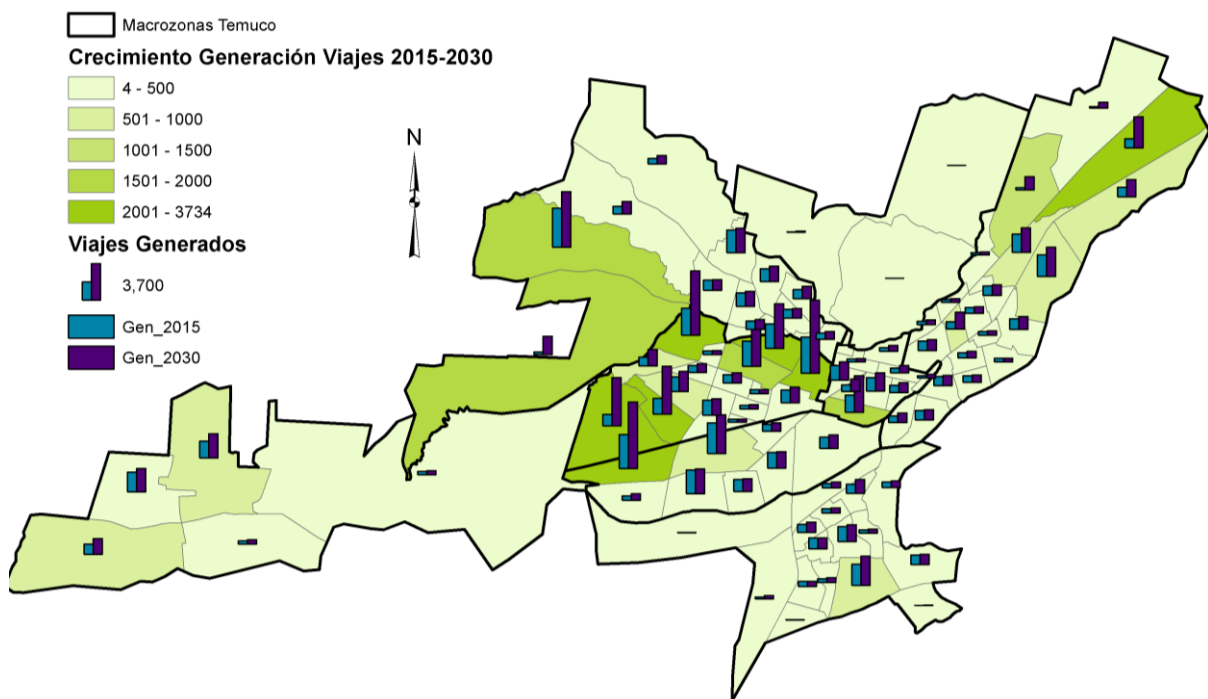 Macrozonas Temuco
Crecimiento Generación Viajes 2015-2030
4 - 500
501 - 1000
1001 - 1500
1501 - 2000
2001 - 3734
Viajes Generados
3,700
Gen_2015
Gen_2030
N